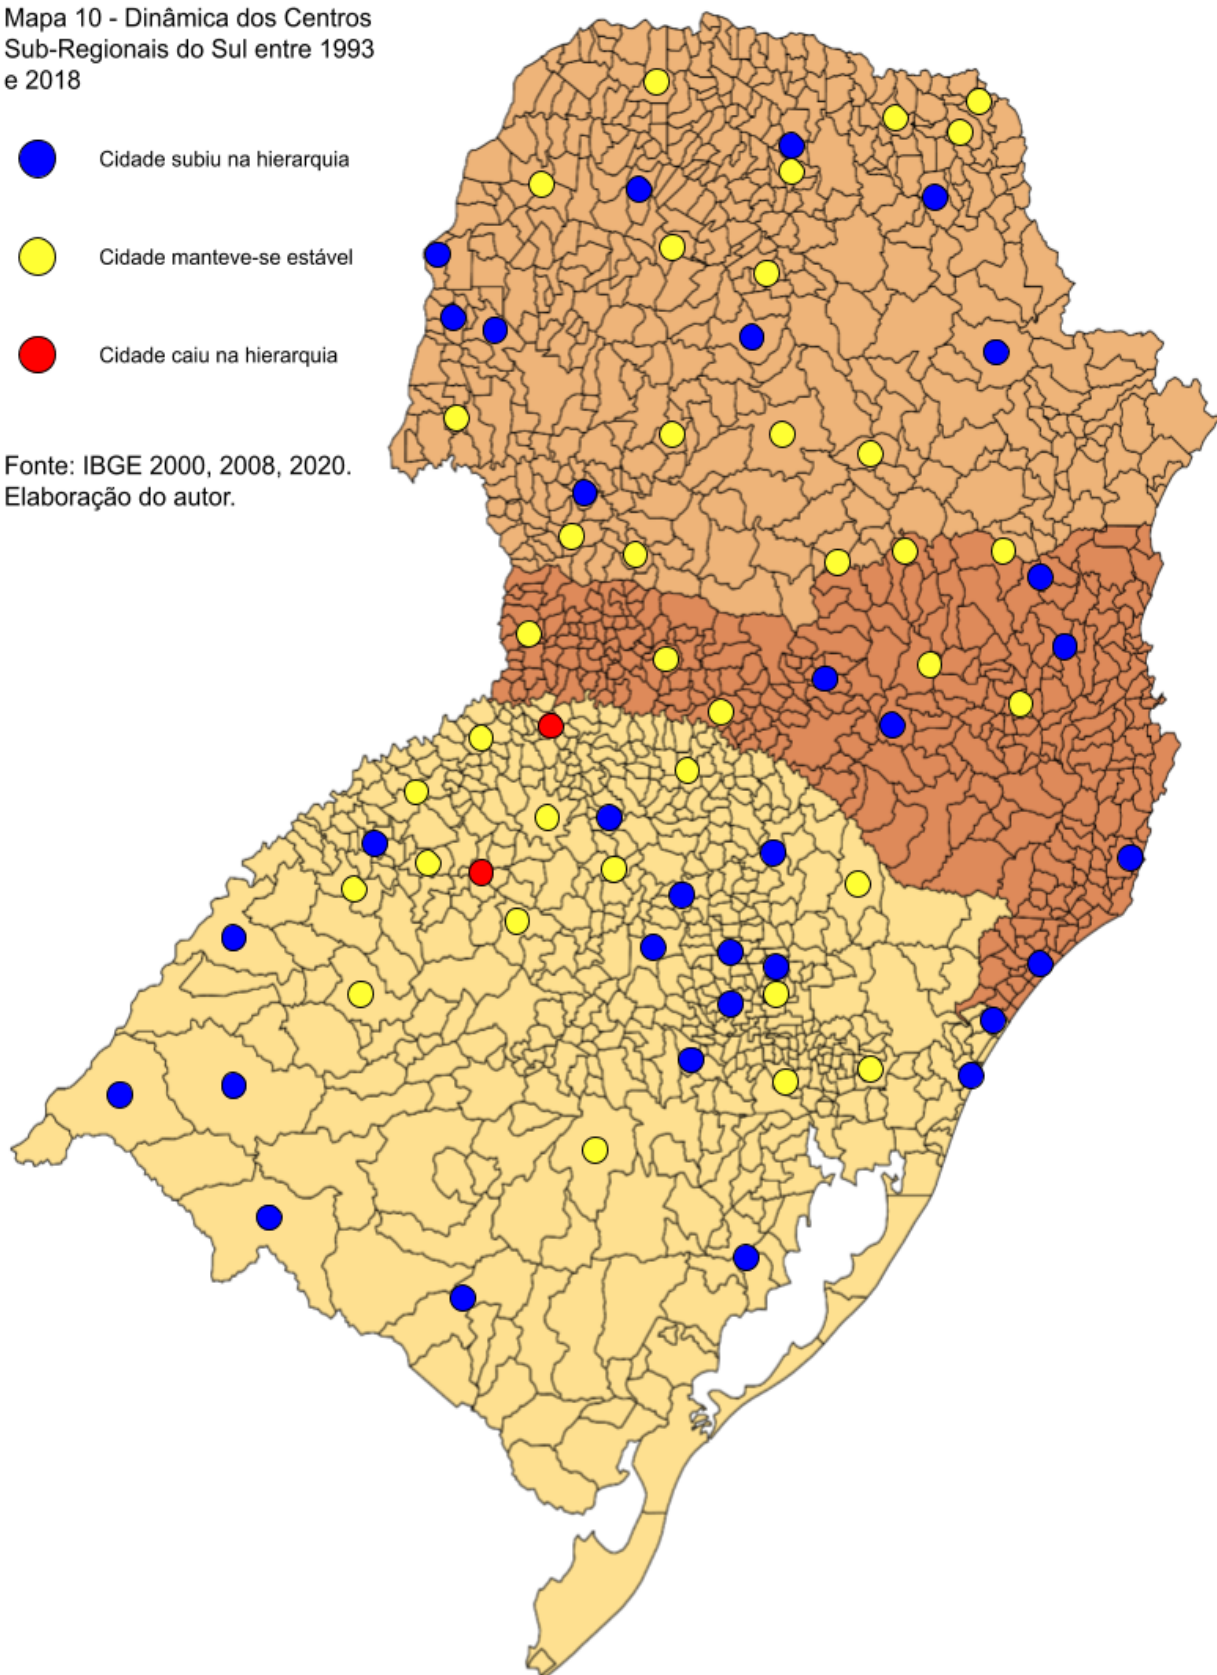 Mapa 10 - Dinâmica dos Centros
Sub-Regionais do Sul entre 1993
e 2018
Cidade subiu na hierarquia
Cidade manteve-se estável
Cidade caiu na hierarquia
Fonte: IBGE 2000, 2008, 2020.
Elaboração do autor.